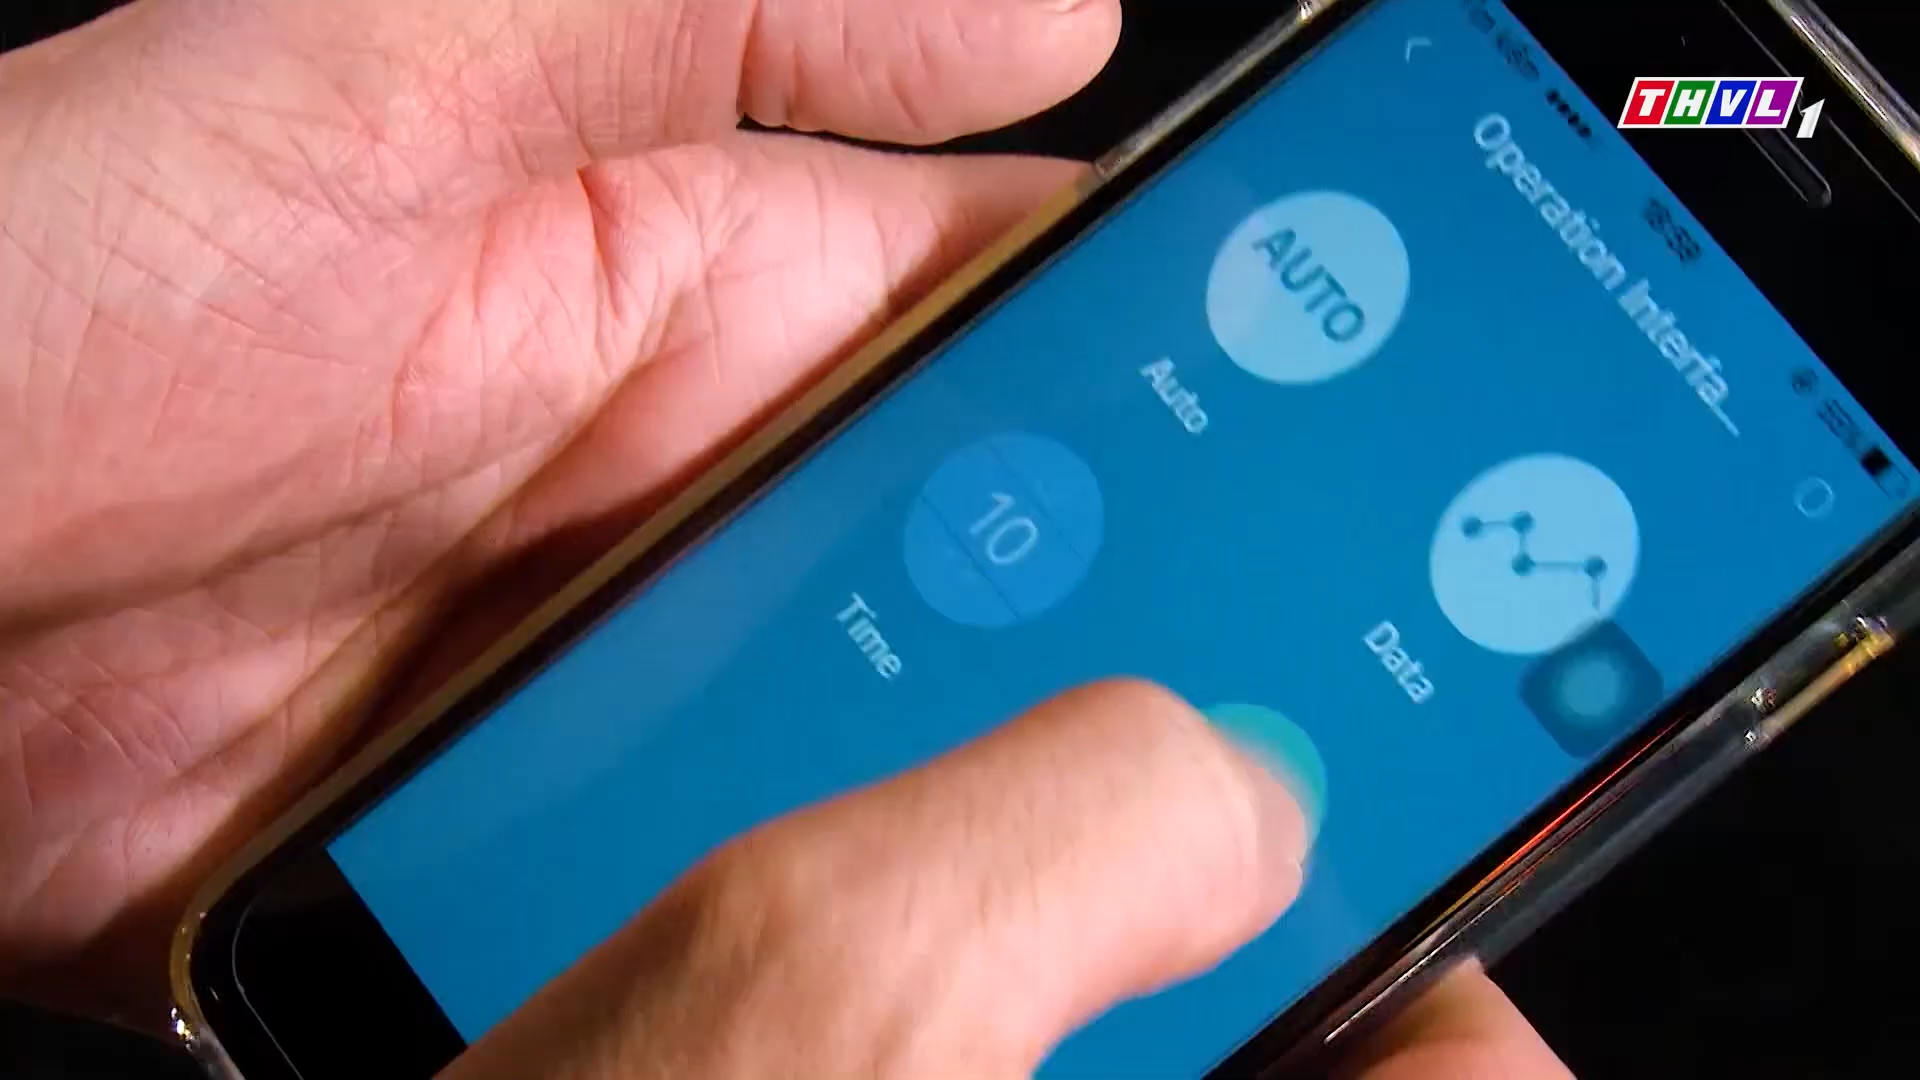 THVL1
Operation Interfa...
AUTO
Auto
Data
10
Time